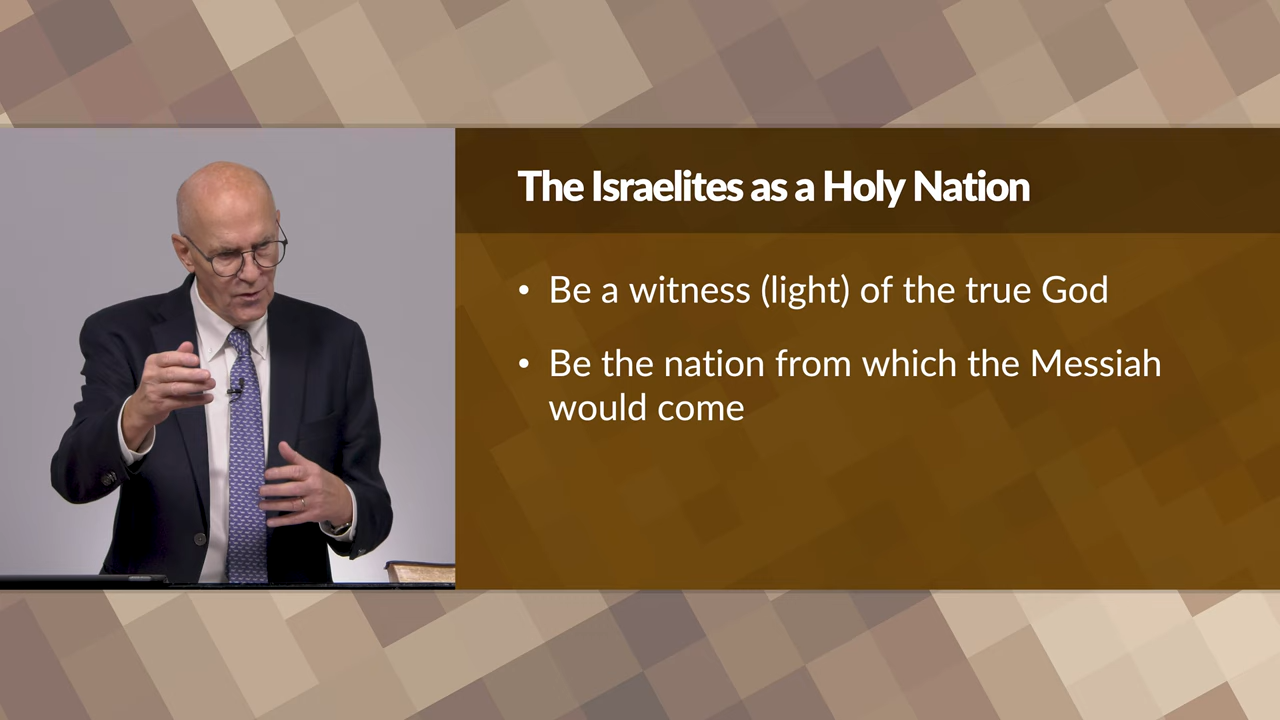 The Israelites as a Holy Nation
• Be a witness (light) of the true God
• Be the nation from which the Messiah
would come